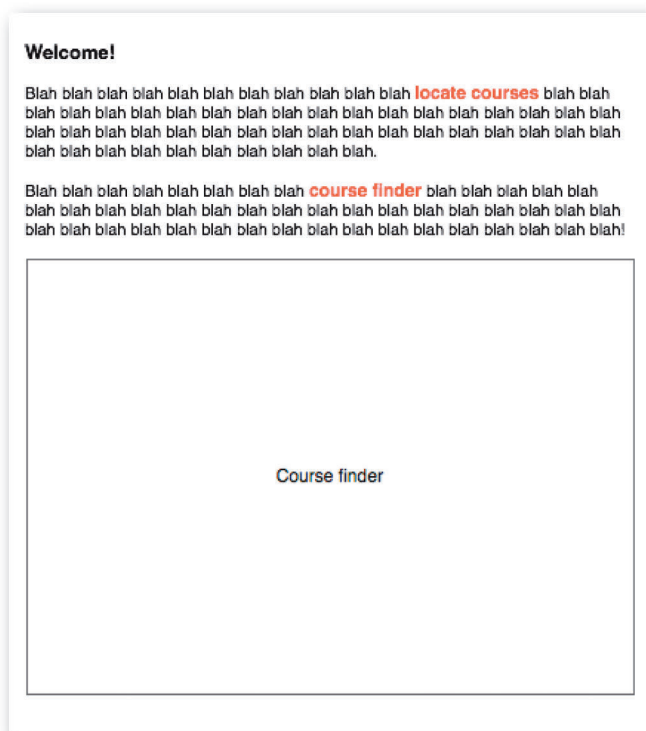 Welcome!
Blah blah blah blah blah blah blah blah blah blah blah locate courses blah blah
blah blah blah blah blah blah blah blah blah blah blah blah blah blah blah blah blah
blah blah blah blah blah blah blah blah blah blah blah blah blah blah blah blah blah
blah blah blah blah blah blah blah blah blah blah.
Blah blah blah blah blah blah blah blah course finder blah blah blah blah blah
blah blah blah blah blah blah blah blah blah blah blah blah blah blah blah blah blah
blah blah blah blah blah blah blah blah blah blah blah blah blah blah blah blah blah!
Course finder